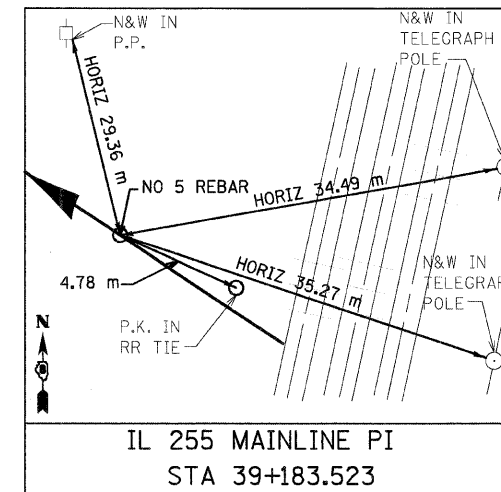 N&W IN
P.P.
N&W IN
TELEGRAPH
POLE
HORIZ 29.36 m
NO 5 REBAR
HORIZ 34.49 m
HORIZ 35.27 m
4.78 m
N&W IN
TELEGRAPH
POLE
P.K. IN
RR TIE
N
IL 255 MAINLINE PI
STA 39+183.523